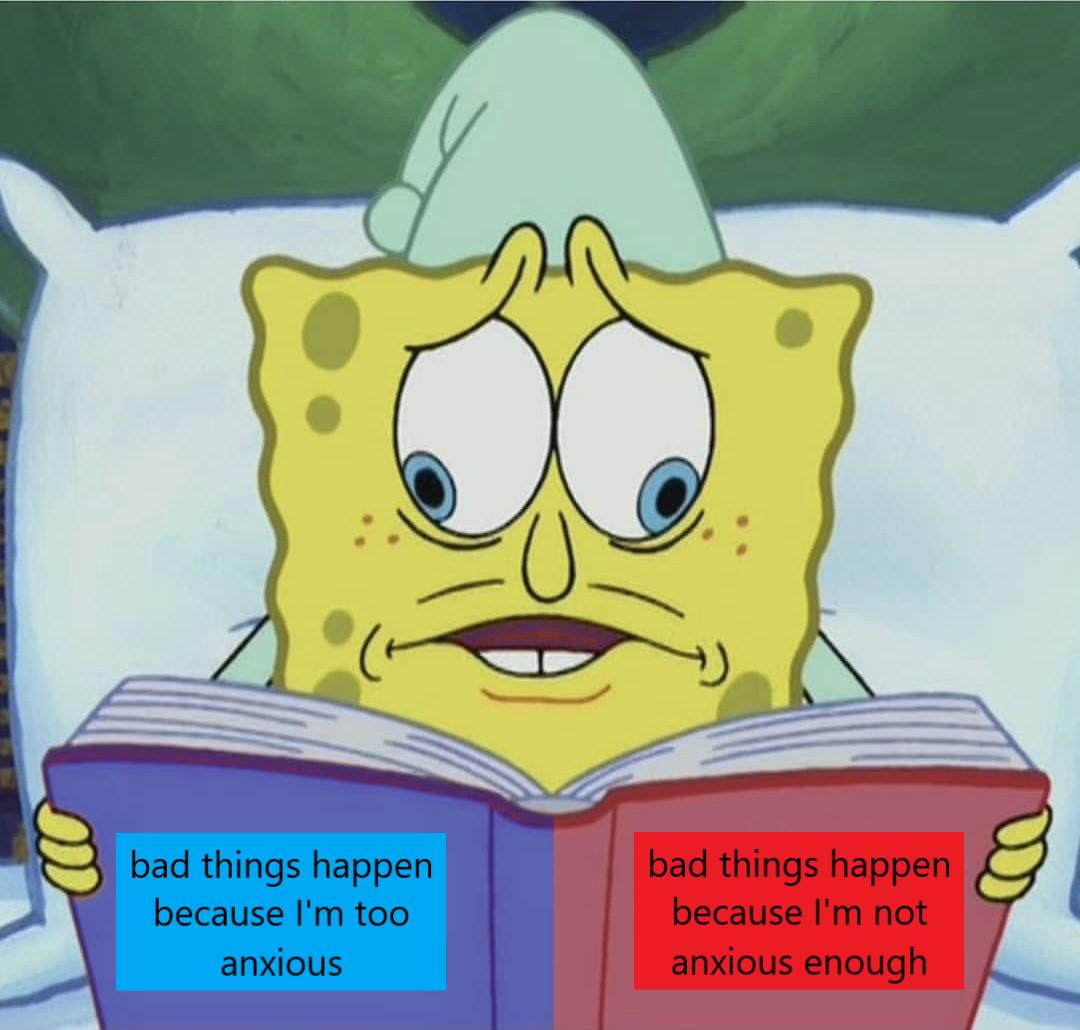 bad things happen
because I'm too
anxious
bad things happen
because I'm not
anxious enough